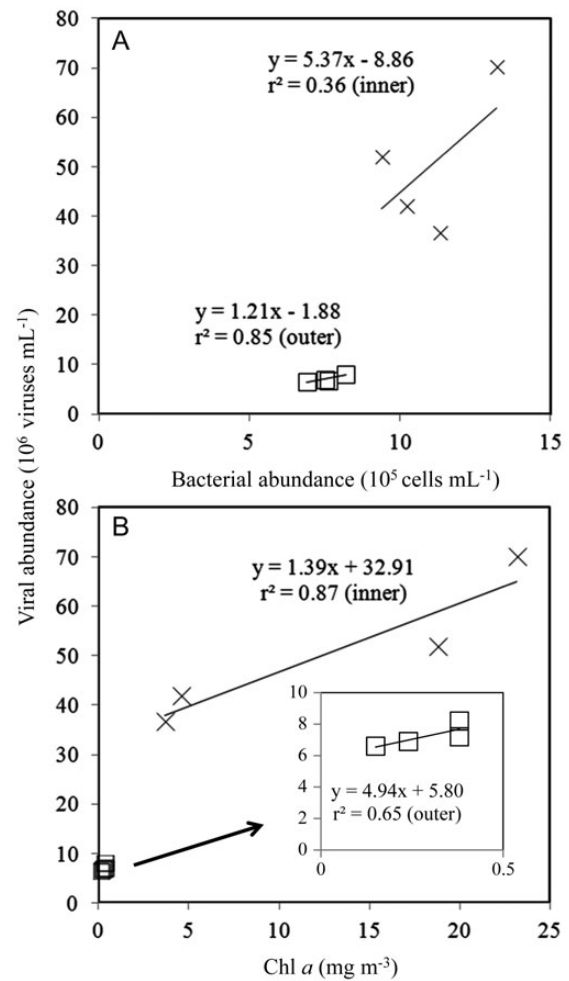 A
y = 5.37x - 8.86
r² = 0.36 (inner)
y = 1.21x - 1.88
r² = 0.85 (outer)
80
70
60
50
40
30
20
10
0
0 5 10 15
Bacterial abundance (10⁵ cells mL⁻¹)
Viral abundance (10⁶ viruses mL⁻¹)
B
y = 1.39x + 32.91
r² = 0.87 (inner)
80
70
60
50
40
30
20
10
0
10
8
6
4
2
0
y = 4.94x + 5.80
r² = 0.65 (outer)
0 0.5
0 5 10 15 20 25
Chl a (mg m⁻³)